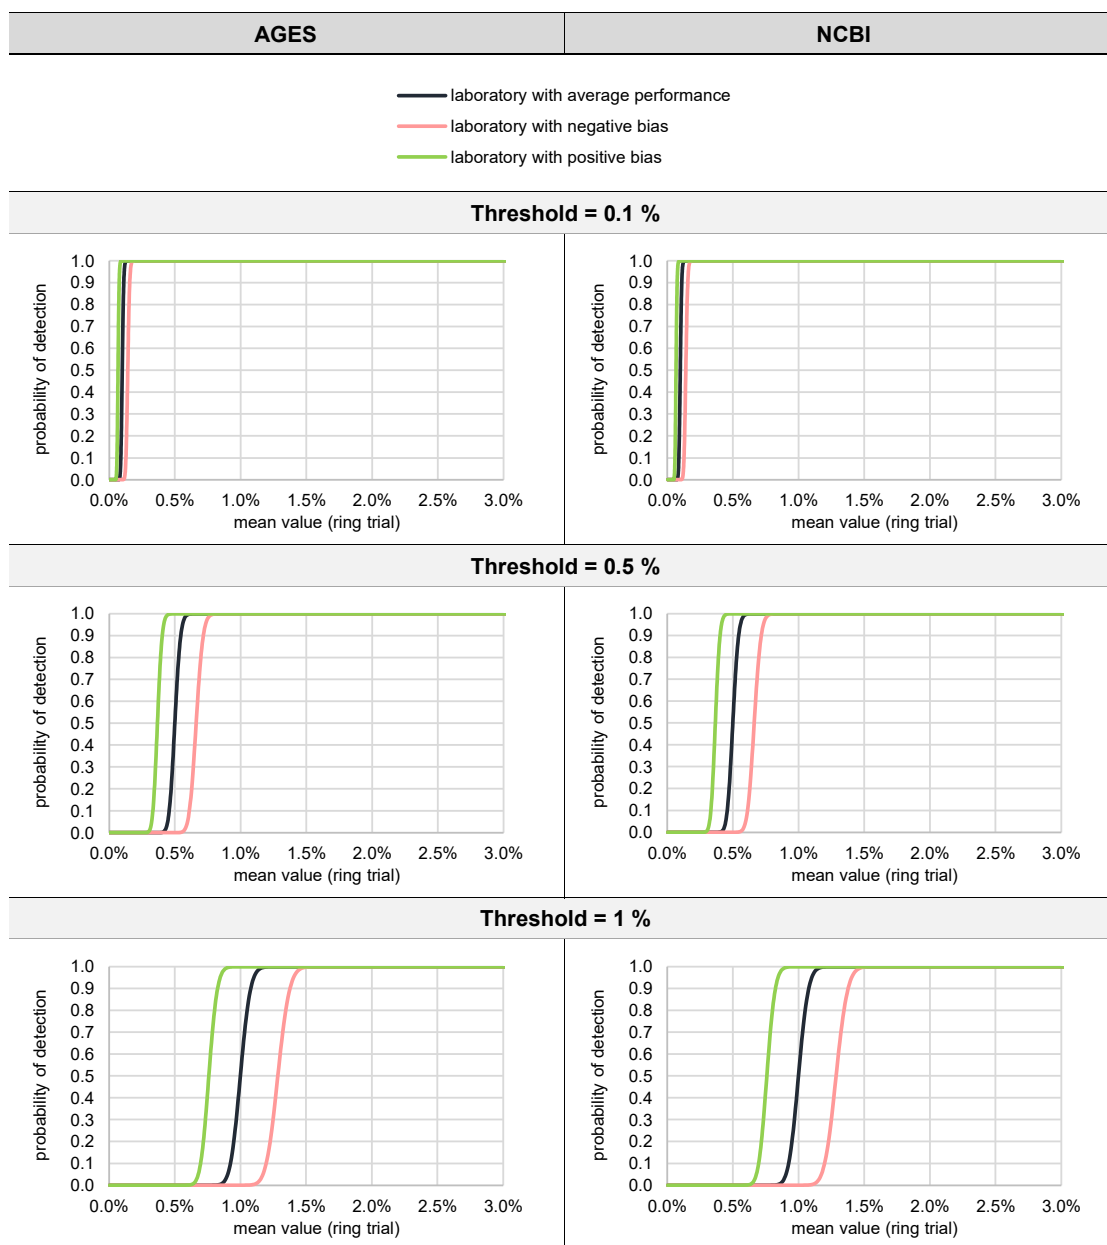 AGES NCBI
laboratory with average performance
laboratory with negative bias
laboratory with positive bias
Threshold = 0.1 %
probability of detection
1.0
0.9
0.8
0.7
0.6
0.5
0.4
0.3
0.2
0.1
0.0
0.0% 0.5% 1.0% 1.5% 2.0% 2.5% 3.0%
mean value (ring trial)
probability of detection
1.0
0.9
0.8
0.7
0.6
0.5
0.4
0.3
0.2
0.1
0.0
0.0% 0.5% 1.0% 1.5% 2.0% 2.5% 3.0%
mean value (ring trial)
Threshold = 0.5 %
probability of detection
1.0
0.9
0.8
0.7
0.6
0.5
0.4
0.3
0.2
0.1
0.0
0.0% 0.5% 1.0% 1.5% 2.0% 2.5% 3.0%
mean value (ring trial)
probability of detection
1.0
0.9
0.8
0.7
0.6
0.5
0.4
0.3
0.2
0.1
0.0
0.0% 0.5% 1.0% 1.5% 2.0% 2.5% 3.0%
mean value (ring trial)
Threshold = 1 %
probability of detection
1.0
0.9
0.8
0.7
0.6
0.5
0.4
0.3
0.2
0.1
0.0
0.0% 0.5% 1.0% 1.5% 2.0% 2.5% 3.0%
mean value (ring trial)
probability of detection
1.0
0.9
0.8
0.7
0.6
0.5
0.4
0.3
0.2
0.1
0.0
0.0% 0.5% 1.0% 1.5% 2.0% 2.5% 3.0%
mean value (ring trial)